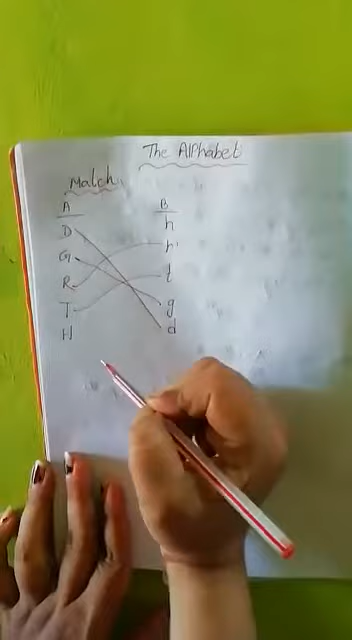 The Alphabet
Match
A B
D h
G r
R t
T g
H d